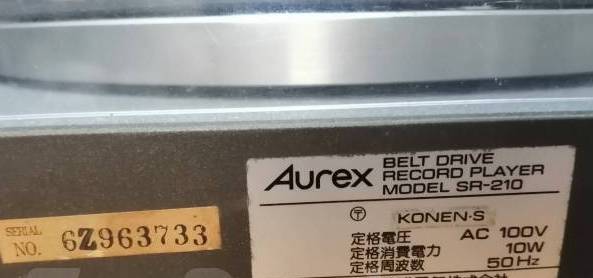 Aurex
BELT DRIVE
RECORD PLAYER
MODEL SR-210
〒 KONEN·S
定格電圧 AC 100V
定格消費電力 10W
定格周波数 50Hz
SERIAL
NO. 6Z963733